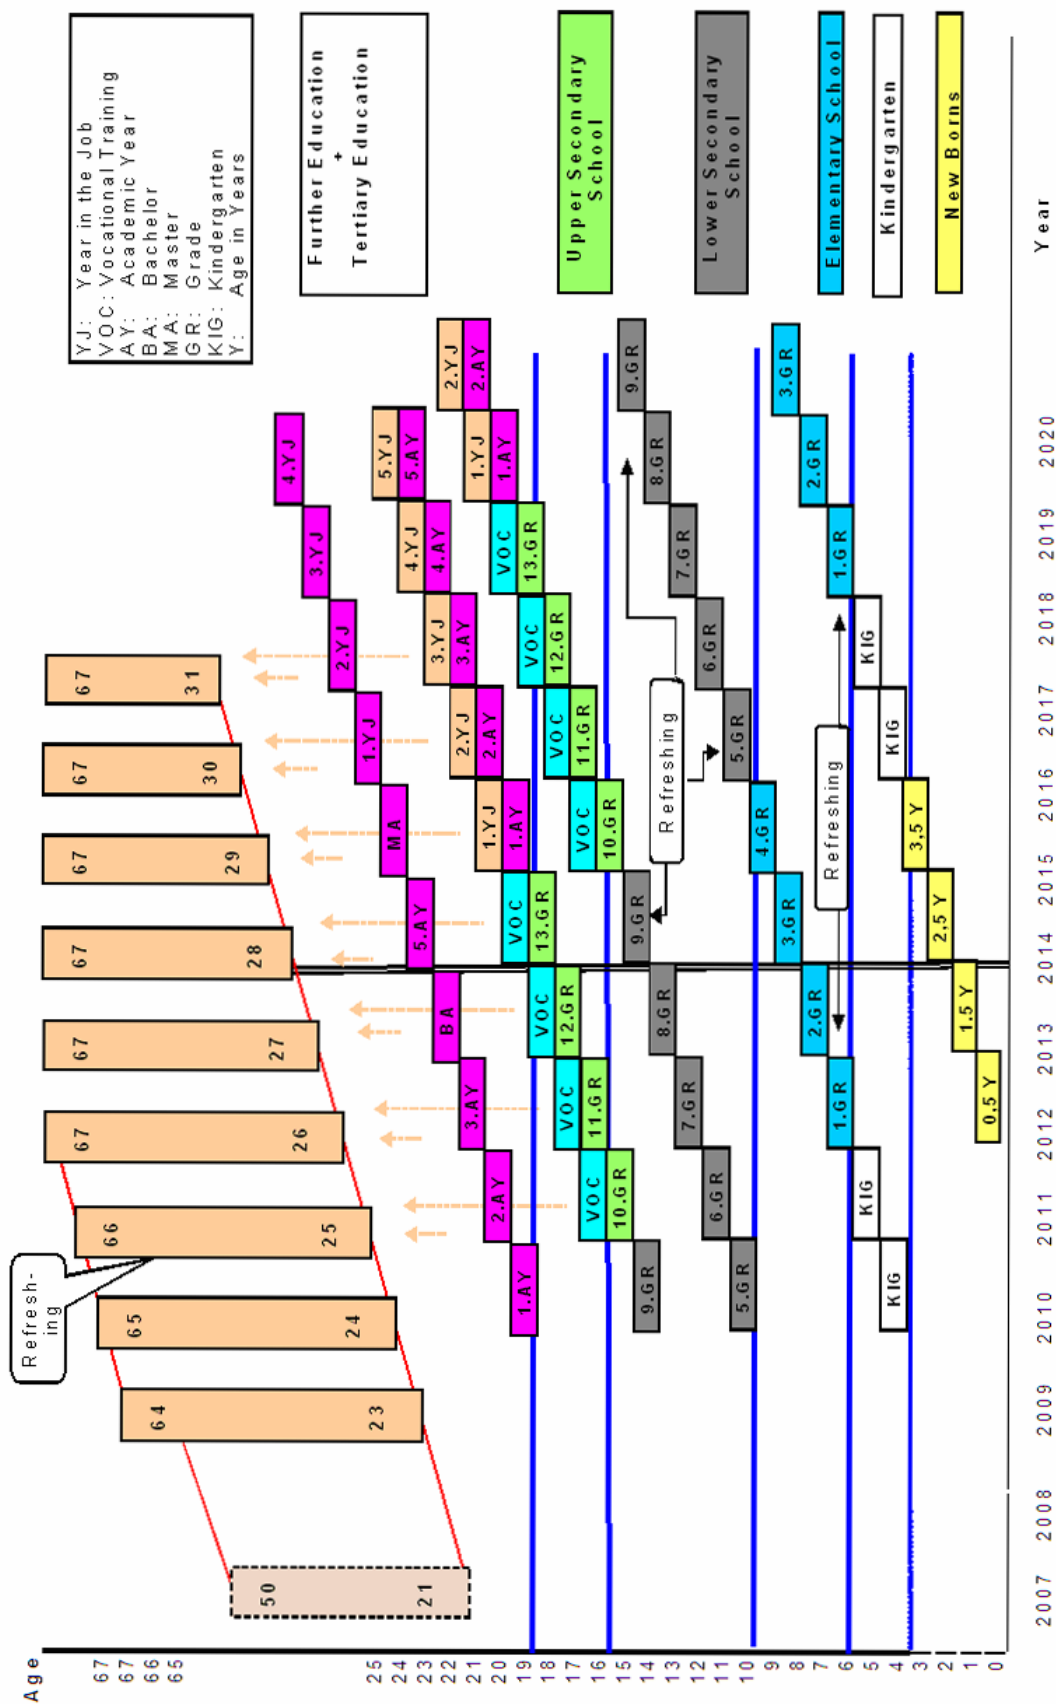 YJ: Year in the Job
VOC: Vocational Training
AY: Academic Year
BA: Bachelor
MA: Master
GR: Grade
KIG: Kindergarten
Y: Age in Years
Further Education
+
Tertiary Education
Upper Secondary
School
Lower Secondary
School
Elementary School
Kindergarten
New Borns
Year
Age
67
67
66
65
25
24
23
22
21
20
19
18
17
16
15
14
13
12
11
10
9
8
7
6
5
4
3
2
1
0
2007
2008
2009
2010
2011
2012
2013
2014
2015
2016
2017
2018
2019
2020
50
21
64
23
65
24
66
25
67
26
67
27
67
28
67
29
67
30
67
31
Refresh-
ing
1.AY
2.AY
3.AY
BA
5.AY
MA
1.YJ
2.YJ
3.YJ
4.YJ
1.YJ
2.YJ
3.YJ
4.YJ
5.YJ
1.AY
2.AY
3.AY
4.AY
5.AY
1.YJ
2.YJ
1.AY
2.AY
VOC
VOC
VOC
VOC
10.GR
11.GR
12.GR
13.GR
VOC
VOC
VOC
VOC
10.GR
11.GR
12.GR
13.GR
9.GR
9.GR
Refreshing
5.GR
6.GR
7.GR
8.GR
5.GR
6.GR
7.GR
8.GR
9.GR
KIG
KIG
1.GR
2.GR
3.GR
4.GR
Refreshing
0,5 Y
1.5 Y
2,5 Y
3,5 Y
KIG
KIG
1.GR
2.GR
3.GR